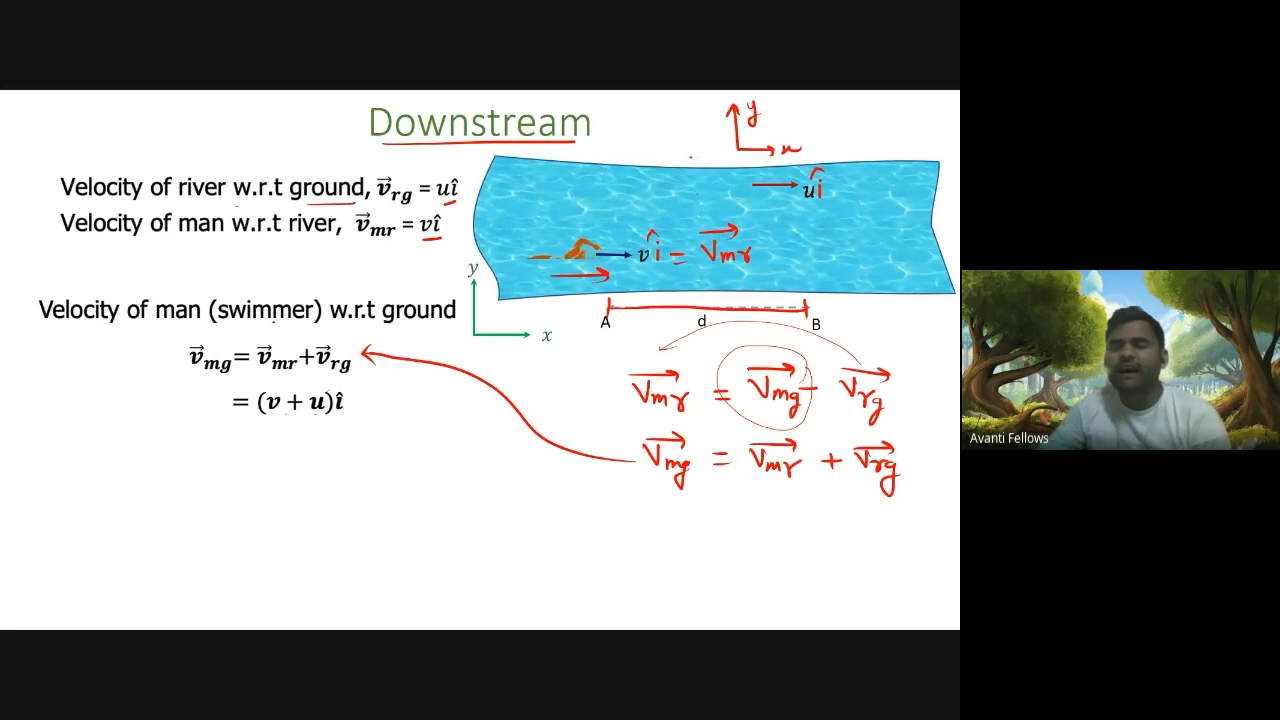 Downstream
y
x
Velocity of river w.r.t ground, v⃗rg = uî
Velocity of man w.r.t river, v⃗mr = vî
uî
vî = V⃗mr
y
x
A d B
Velocity of man (swimmer) w.r.t ground
v⃗mg= v⃗mr+v⃗rg
= (v + u)î
V⃗mr = V⃗mg - V⃗rg
V⃗mg = V⃗mr + V⃗rg
Avanti Fellows